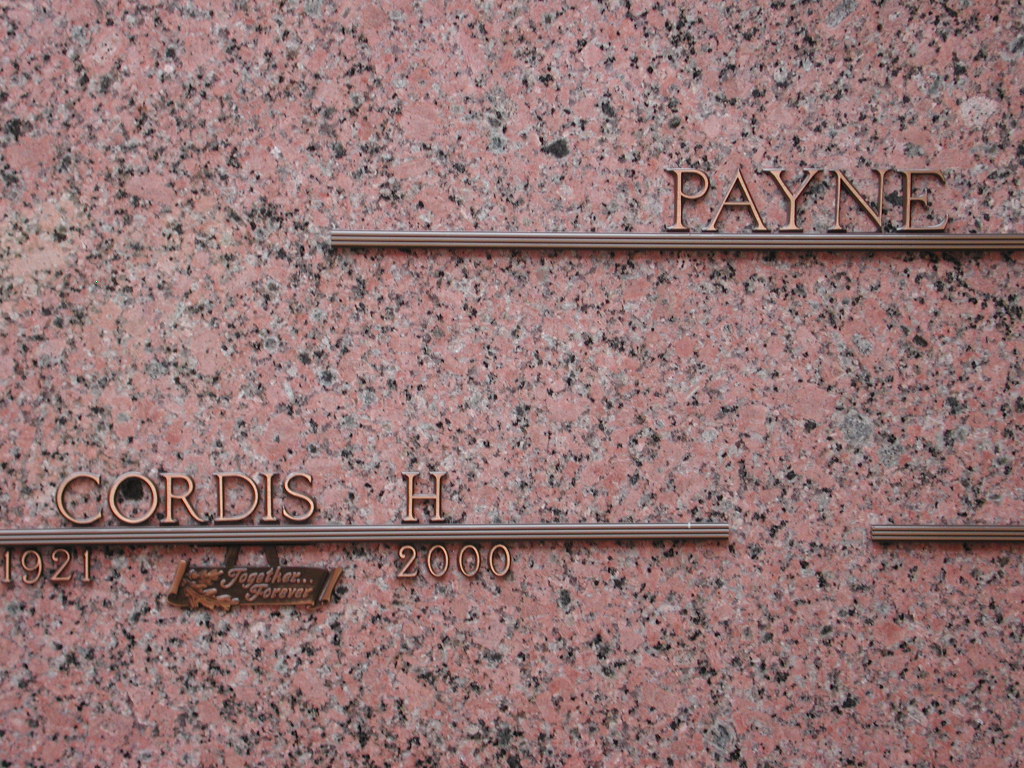 PAYNE
CORDIS H
1921 2000
Together...
Forever